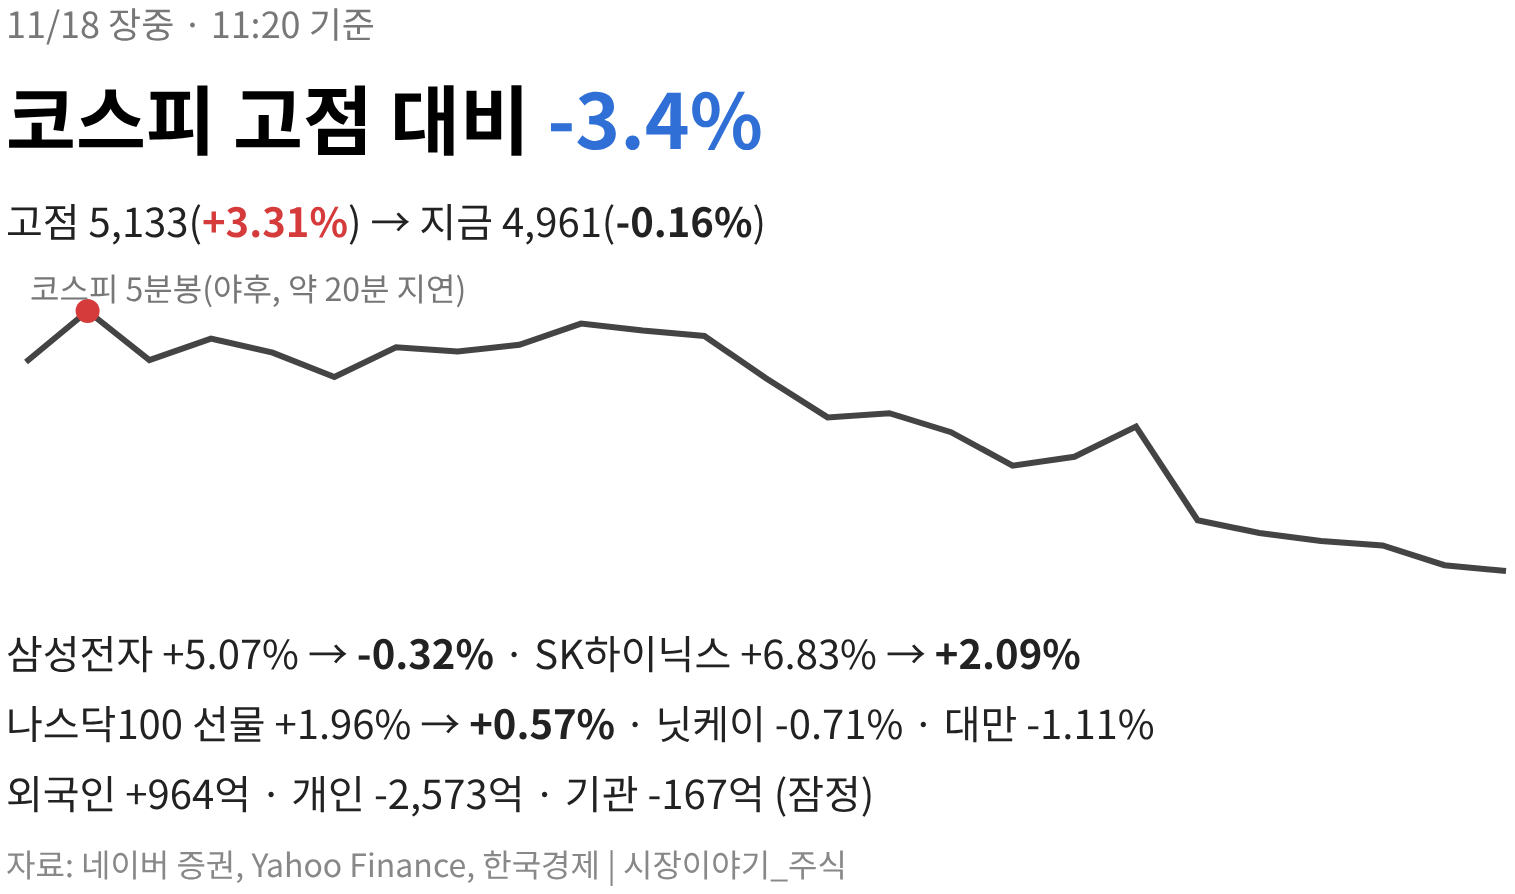 11/18 장중 · 11:20 기준
코스피 고점 대비 -3.4%
고점 5,133(+3.31%) → 지금 4,961(-0.16%)
코스피 5분봉(야후, 약 20분 지연)
삼성전자 +5.07% → -0.32% · SK하이닉스 +6.83% → +2.09%
나스닥100 선물 +1.96% → +0.57% · 닛케이 -0.71% · 대만 -1.11%
외국인 +964억 · 개인 -2,573억 · 기관 -167억 (잠정)
자료: 네이버 증권, Yahoo Finance, 한국경제 | 시장이야기_주식